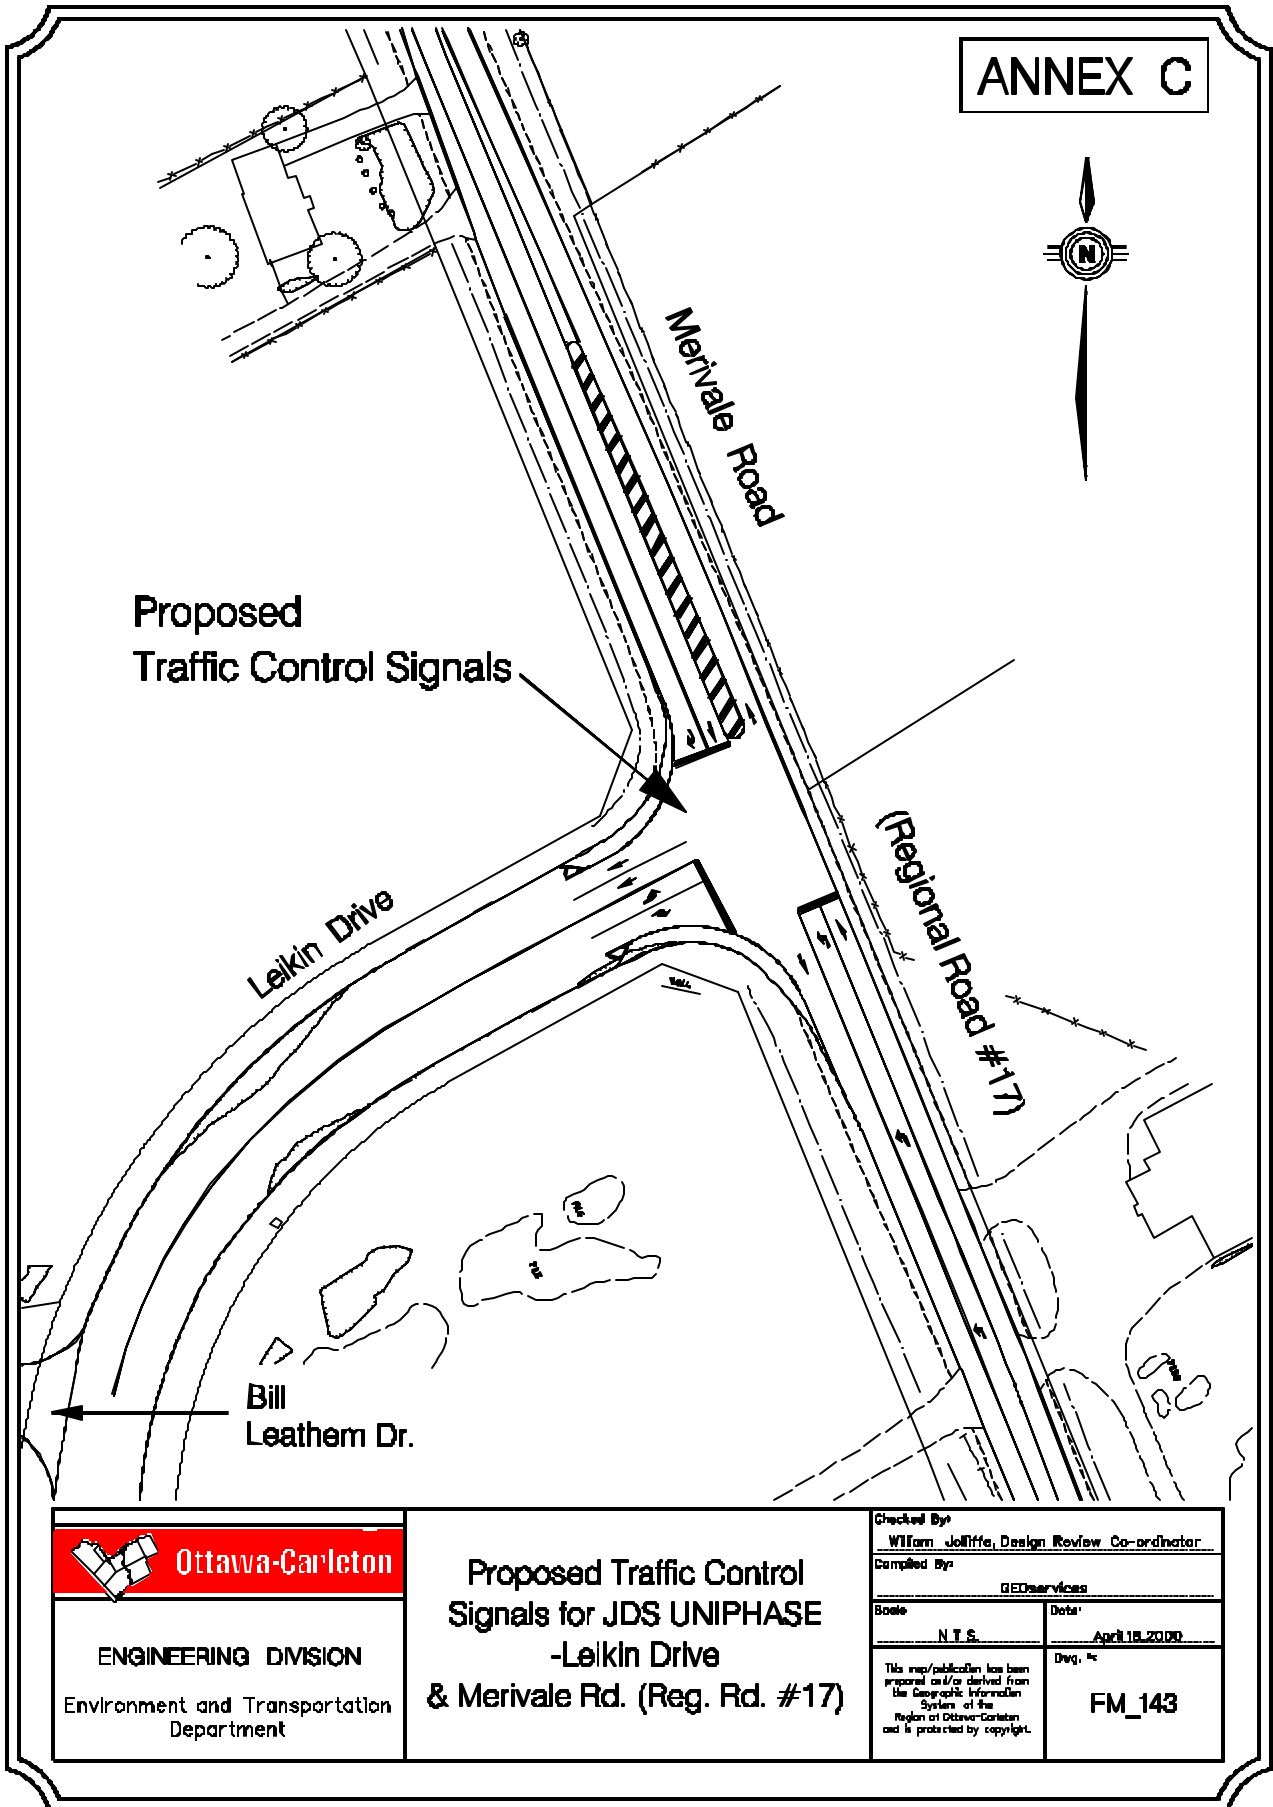 ANNEX C
N
Merivale Road
Proposed
Traffic Control Signals
(Regional Road #17)
Leikin Drive
Bill
Leathem Dr.
Ottawa-Carleton
ENGINEERING DIVISION
Environment and Transportation
Department
Proposed Traffic Control
Signals for JDS UNIPHASE
-Leikin Drive
& Merivale Rd. (Reg. Rd. #17)
Checked By:
William Jolliffe, Design Review Co-ordinator
Compiled By:
GEOservices
Scale
N.T.S.
Date:
April 18,2000
This map/publication has been
prepared and/or derived from
the Geographic Information
System of the
Region of Ottawa-Carleton
and is protected by copyright.
Dwg. #:
FM_143